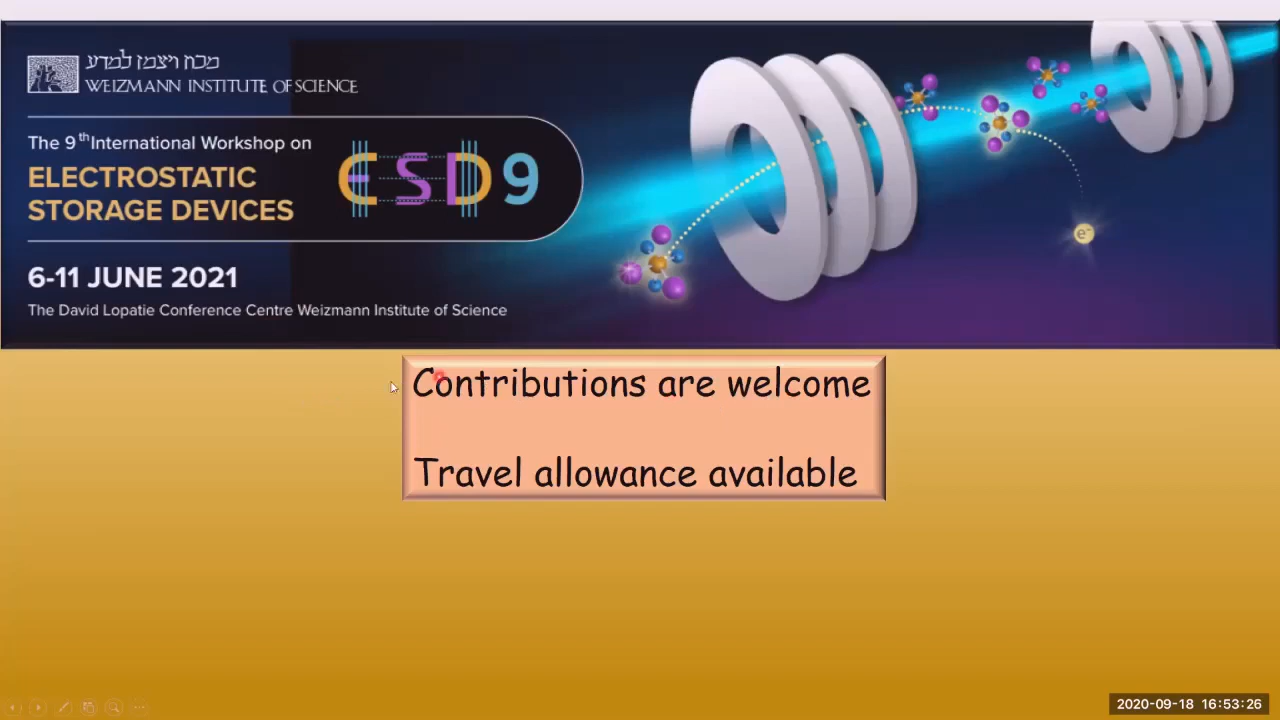 מכון ויצמן למדע
WEIZMANN INSTITUTE OF SCIENCE
The 9th International Workshop on
ELECTROSTATIC
STORAGE DEVICES
ESD9
6-11 JUNE 2021
The David Lopatie Conference Centre Weizmann Institute of Science
e⁻
Contributions are welcome
Travel allowance available
2020-09-18 16:53:26